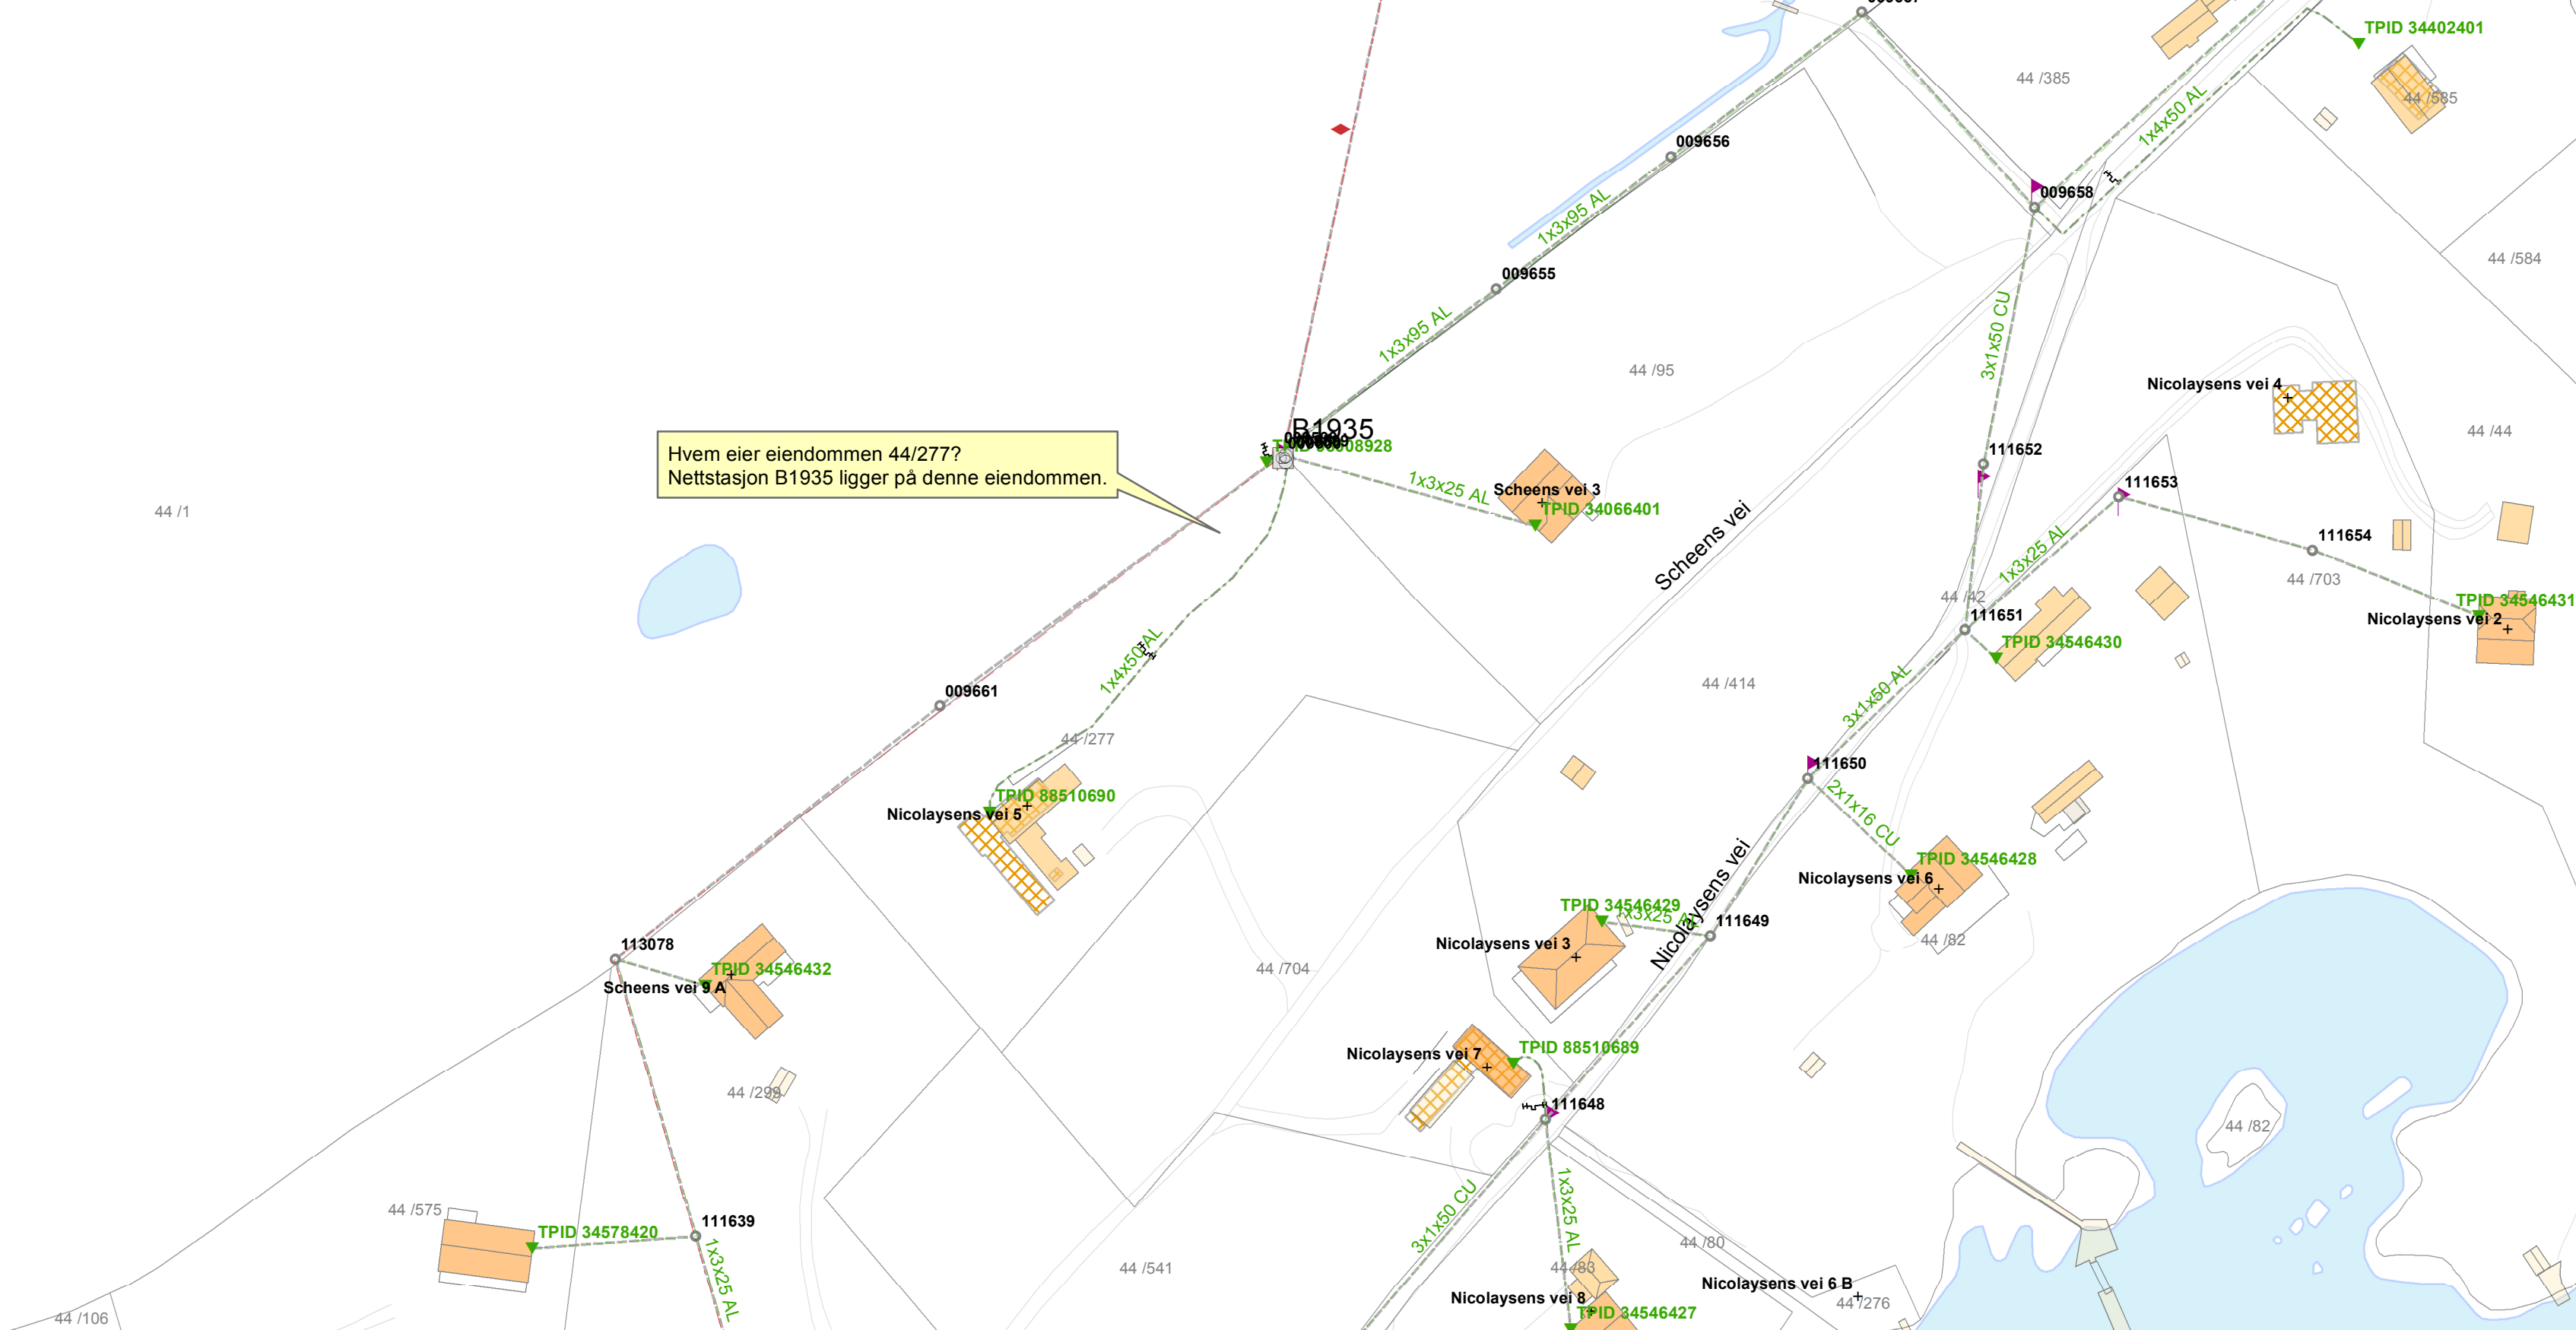 TPID 34402401
44 /385
44 /585
1x4x50 AL
009656
009658
1x3x95 AL
44 /584
009655
3x1x50 CU
1x3x95 AL
44 /95
Nicolaysens vei 4
B1935
44 /44
Hvem eier eiendommen 44/277?
Nettstasjon B1935 ligger på denne eiendommen.
111652
111653
1x3x25 AL
Scheens vei 3
TPID 34066401
44 /1
Scheens vei
111654
1x3x25 AL
44 /703
44 /42
TPID 34546431
111651
Nicolaysens vei 2
TPID 34546430
1x4x50 AL
44 /414
009661
3x1x50 AL
44 /277
111650
TPID 88510690
Nicolaysens vei 5
2x1x16 CU
TPID 34546428
Nicolaysens vei 6
Nicolaysens vei
TPID 34546429
1x3x25 AL
111649
113078
Nicolaysens vei 3
44 /82
TPID 34546432
44 /704
Scheens vei 9 A
TPID 88510689
Nicolaysens vei 7
44 /299
111648
44 /82
1x3x25 AL
44 /575
3x1x50 CU
111639
TPID 34578420
44 /80
44 /541
44 /83
1x3x25 AL
Nicolaysens vei 6 B
Nicolaysens vei 8
44 /276
TPID 34546427
44 /106